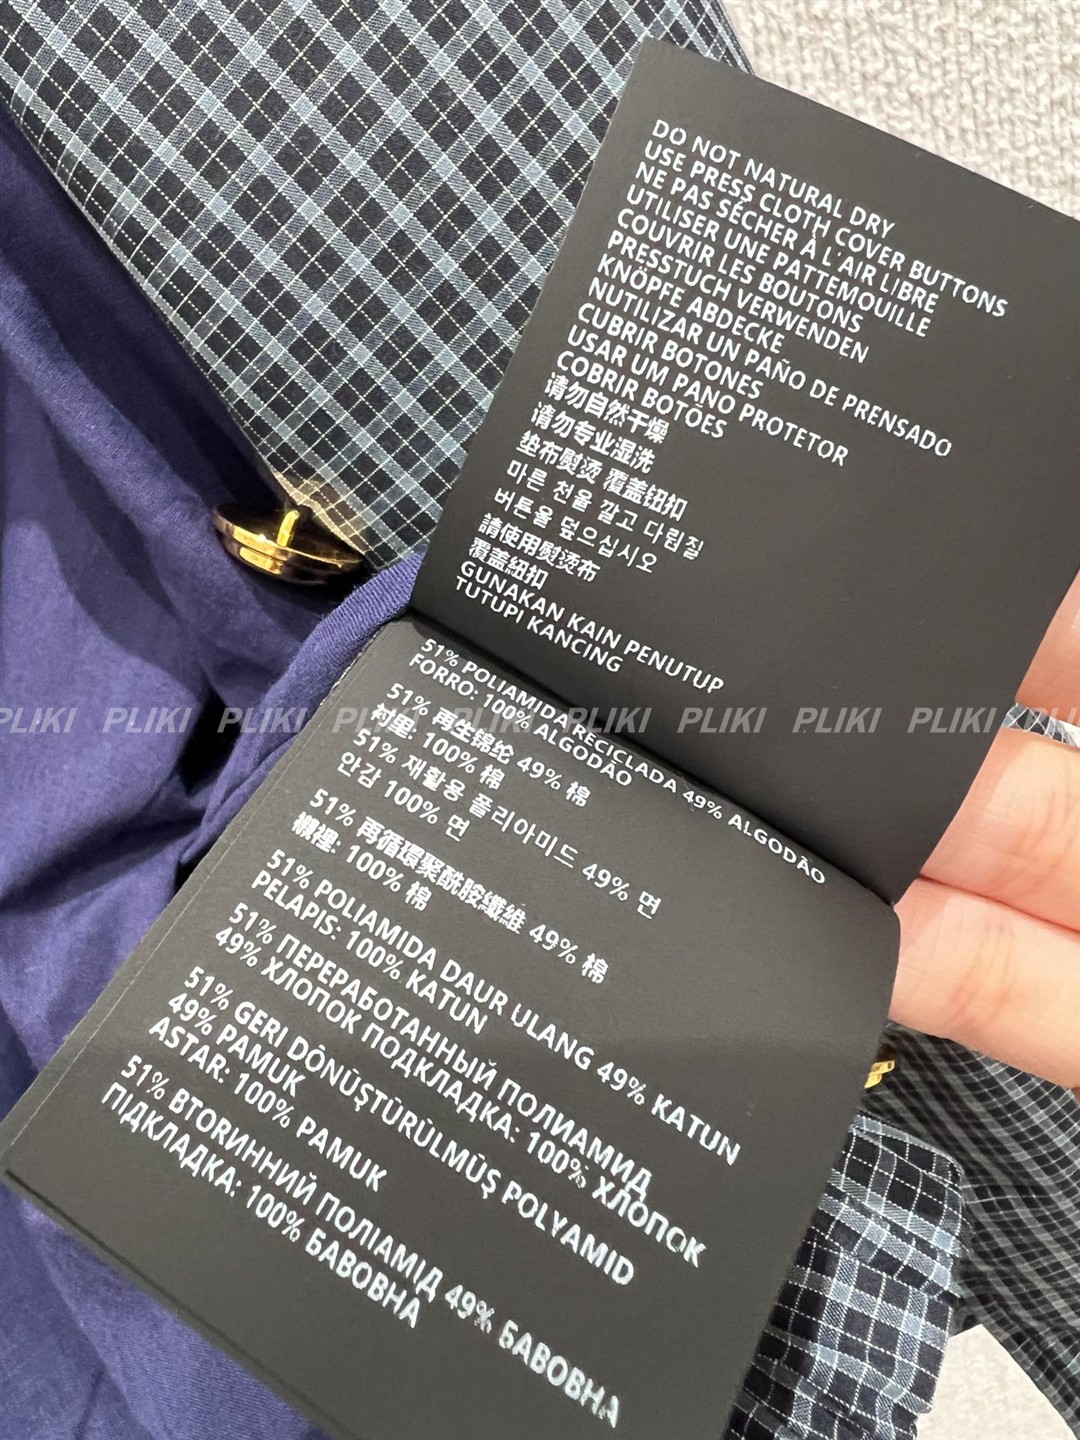 DO NOT NATURAL DRY
USE PRESS CLOTH COVER BUTTONS
NE PAS SÉCHER À L'AIR LIBRE
UTILISER UNE PATTEMOUILLE
COUVRIR LES BOUTONS
PRESSTUCH VERWENDEN
KNÖPFE ABDECKE
NUTILIZAR UN PAÑO DE PRENSADO
CUBRIR BOTONES
USAR UM PANO PROTETOR
COBRIR BOTÕES
请勿自然干燥
请勿专业湿洗
垫布熨烫 覆盖钮扣
마른 천을 깔고 다림질
버튼을 덮으십시오
請使用熨燙布
覆蓋紐扣
GUNAKAN KAIN PENUTUP
TUTUPI KANCING
51% POLIAMIDA RECICLADA 49% ALGODÃO
FORRO: 100% ALGODÃO
51% 再生锦纶 49% 棉
衬里: 100% 棉
51% 재활용 폴리아미드 49% 면
안감 100% 면
51% 再循環聚酰胺纖維 49% 棉
襯裡: 100% 棉
51% POLIAMIDA DAUR ULANG 49% KATUN
PELAPIS: 100% KATUN
51% ПЕРЕРАБОТАННЫЙ ПОЛИАМИД
49% ХЛОПОК ПОДКЛАДКА: 100% ХЛОПОК
51% GERI DÖNÜŞTÜRÜLMÜŞ POLYAMID
49% PAMUK
ASTAR: 100% PAMUK
51% ВТОРИННИЙ ПОЛІАМІД 49% БАВОВНА
ПІДКЛАДКА: 100% БАВОВНА
PLIKI PLIKI PLIKI PLIKI PLIKI PLIKI PLIKI PLIKI PLIKI PLIKI